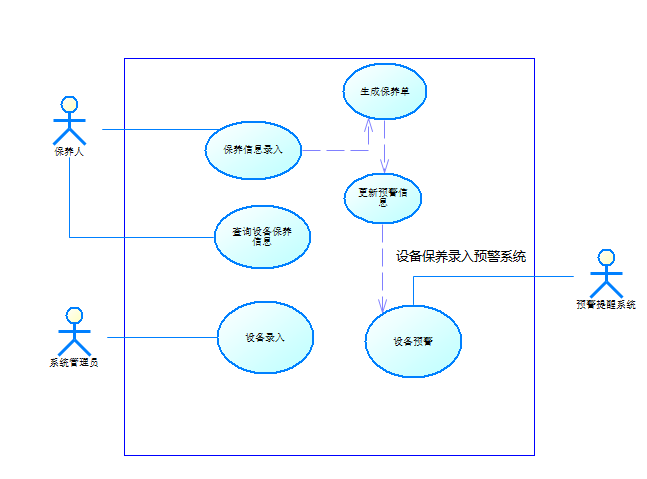 生成保养单
保养人
保养信息录入
更新预警信
息
查询设备保养
信息
设备保养录入预警系统
预警提醒系统
设备录入
设备预警
系统管理员